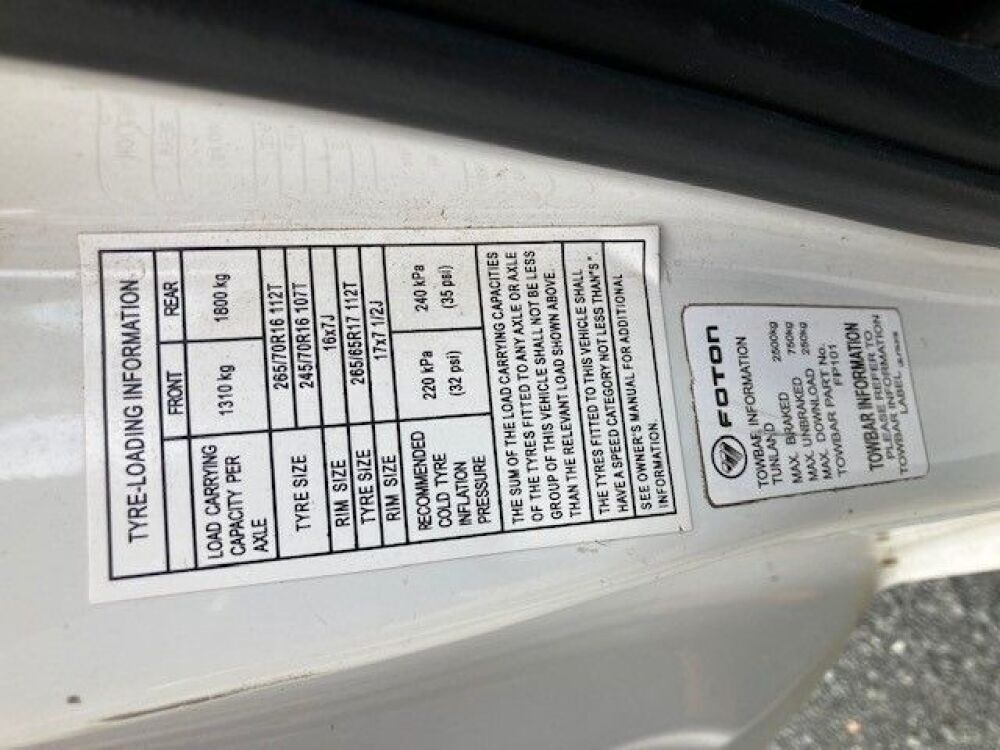 TYRE-LOADING INFORMATION
FRONT REAR
LOAD CARRYING CAPACITY PER AXLE 1310 kg 1800 kg
TYRE SIZE 265/70R16 112T
245/70R16 107T
RIM SIZE 16x7J
TYRE SIZE 265/65R17 112T
RIM SIZE 17x7 1/2J
RECOMMENDED COLD TYRE INFLATION PRESSURE 220 kPa (32 psi) 240 kPa (35 psi)
THE SUM OF THE LOAD CARRYING CAPACITIES
OF THE TYRES FITTED TO ANY AXLE OR AXLE
GROUP OF THIS VEHICLE SHALL NOT BE LESS
THAN THE RELEVANT LOAD SHOWN ABOVE.
THE TYRES FITTED TO THIS VEHICLE SHALL
HAVE A SPEED CATEGORY NOT LESS THAN"S"
SEE OWNER'S MANUAL FOR ADDITIONAL
INFORMATION.
FOTON
TOWBAE INFORMATION
TUNLAND 2500kg
MAX. BRAKED 750kg
MAX. UNBRAKED 250kg
MAX. DOWNLOAD
TOWBAR PART No. FP101
TOWBAR INFORMATION
PLEASE REFER TO
TOWBAR INFORMATION
LABEL